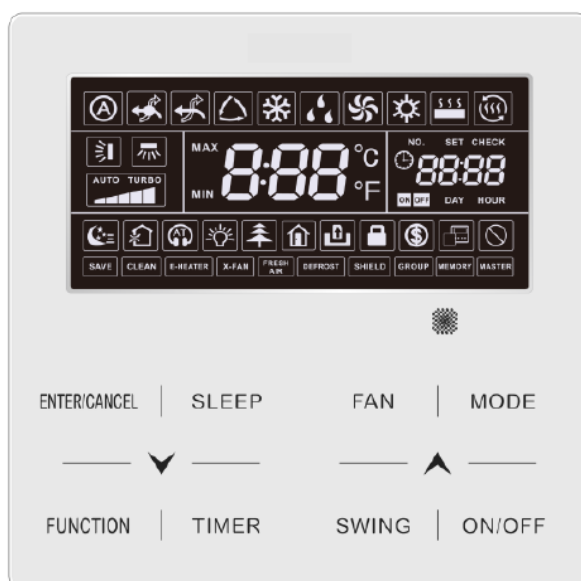 MAX 8:88 °C
MIN °F
NO. SET CHECK
88:88
ON OFF DAY HOUR
AUTO TURBO
SAVE CLEAN E-HEATER X-FAN FRESH AIR DEFROST SHIELD GROUP MEMORY MASTER
ENTER/CANCEL SLEEP FAN MODE
FUNCTION TIMER SWING ON/OFF